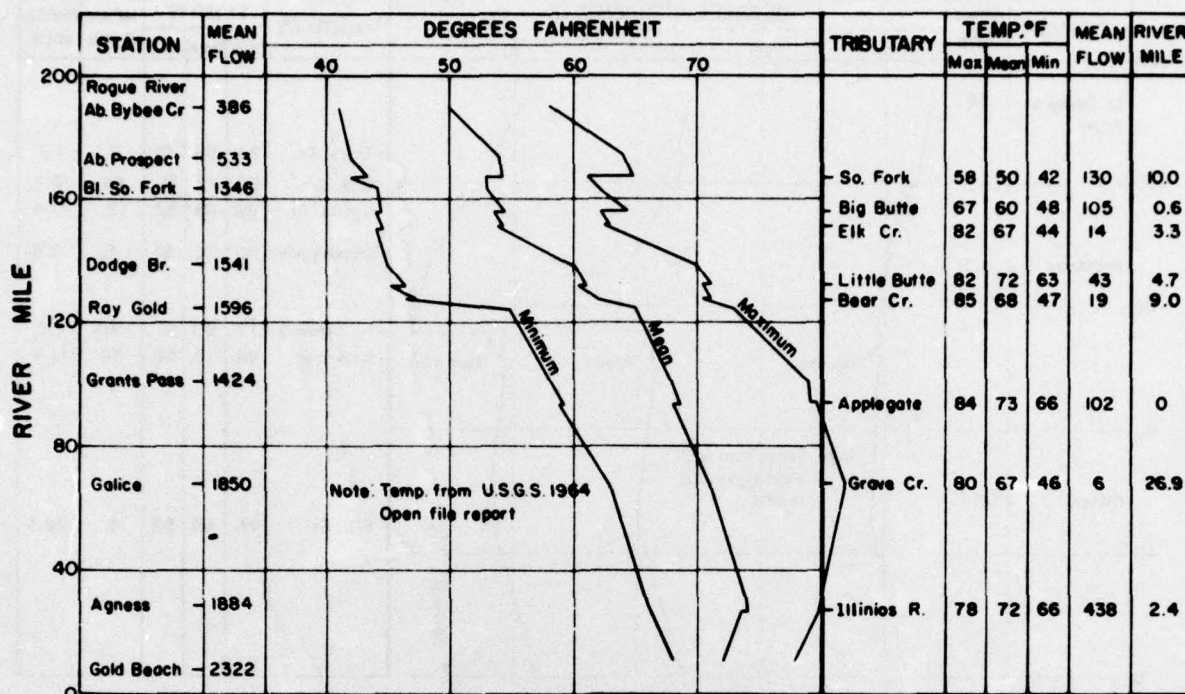 DEGREES FAHRENHEIT
STATION MEAN FLOW
40 50 60 70
TRIBUTARY TEMP.°F MEAN FLOW RIVER MILE
Max Mean Min
RIVER MILE
200
160
120
80
40
0
Rogue River
Ab. Bybee Cr 386
Ab. Prospect 533
Bl. So. Fork 1346
Dodge Br. 1541
Ray Gold 1596
Grants Pass 1424
Galice 1850
Agness 1884
Gold Beach 2322
Minimum
Mean
Maximum
Note: Temp. from U.S.G.S. 1964
Open file report
So. Fork 58 50 42 130 10.0
Big Butte 67 60 48 105 0.6
Elk Cr. 82 67 44 14 3.3
Little Butte 82 72 63 43 4.7
Bear Cr. 85 68 47 19 9.0
Applegate 84 73 66 102 0
Grave Cr. 80 67 46 6 26.9
Illinios R. 78 72 66 438 2.4